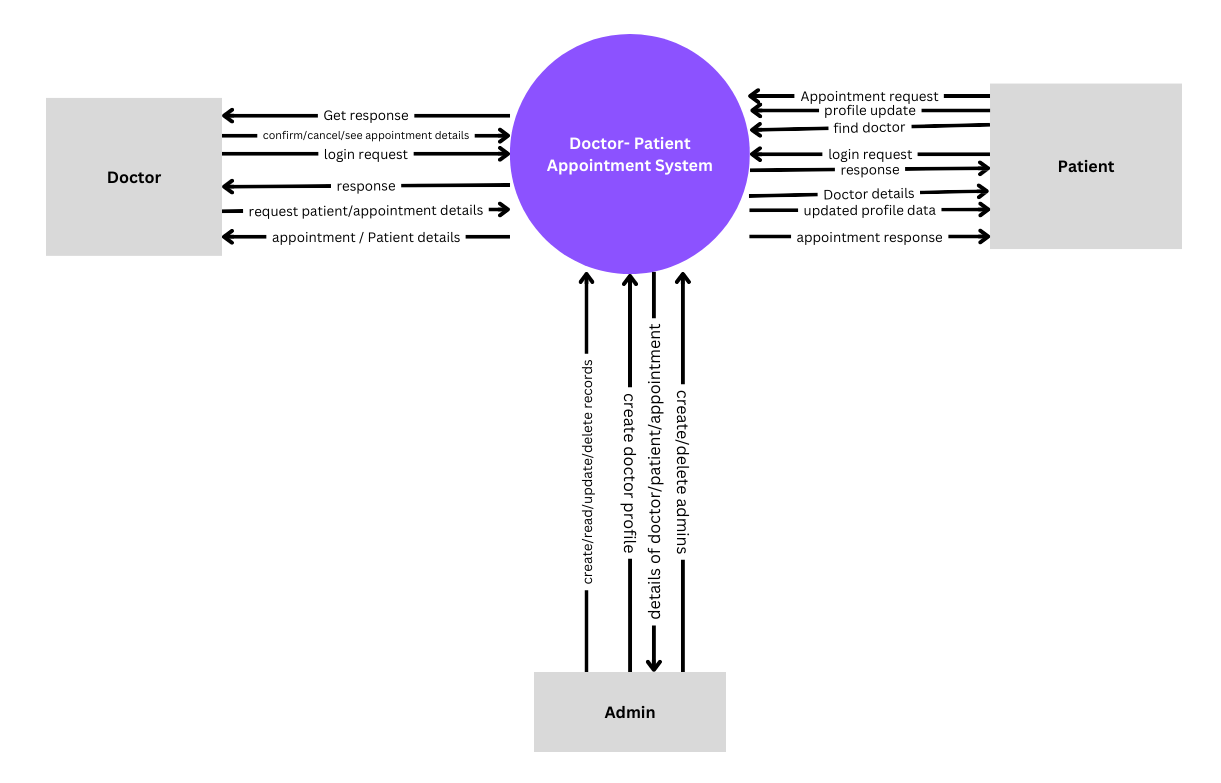 Doctor
Get response
confirm/cancel/see appointment details
login request
response
request patient/appointment details
appointment / Patient details
Doctor- Patient
Appointment System
Appointment request
profile update
find doctor
login request
response
Doctor details
updated profile data
appointment response
Patient
create/read/update/delete records
create doctor profile
details of doctor/patient/appointment
create/delete admins
Admin